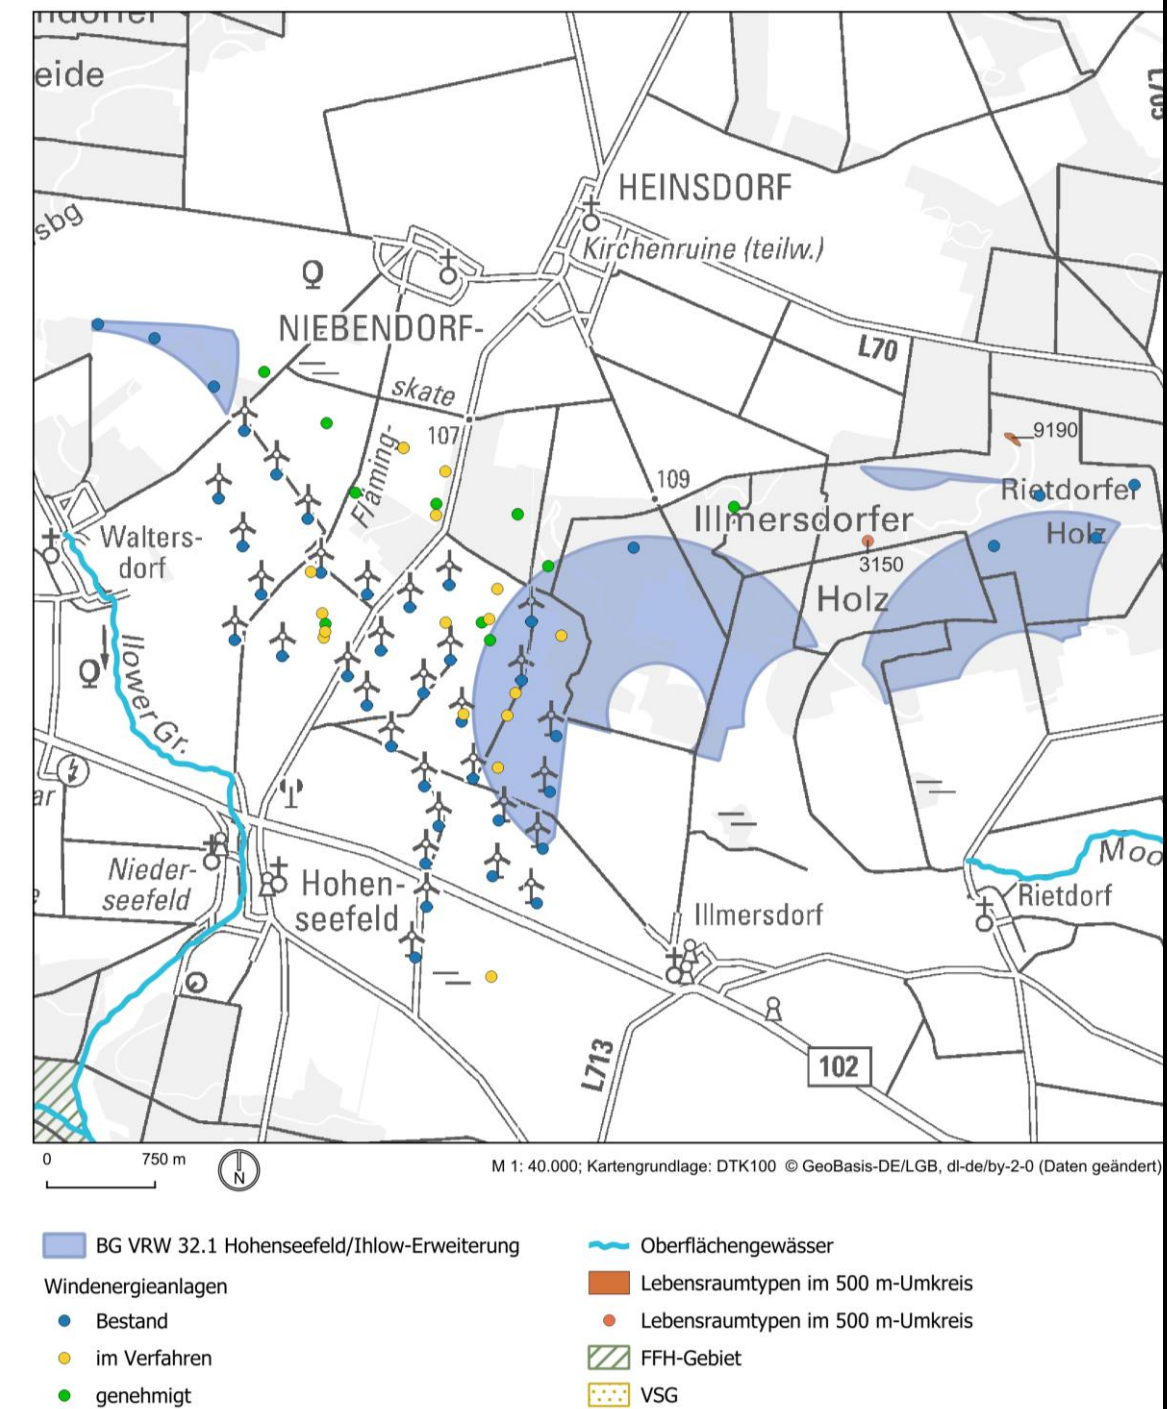 eide
L705
sbg
HEINSDORF
Kirchenruine (teilw.)
NIEBENDORF-
L70
skate
107
Fläming-
9190
109
Rietdorfer
Illmersdorfer
Holz
3150
Holz
Walters-
dorf
Ilower Gr.
ar
Nieder-
seefeld
Hohen-
seefeld
Illmersdorf
Moo
Rietdorf
L713
102
0 750 m
N
M 1: 40.000; Kartengrundlage: DTK100 © GeoBasis-DE/LGB, dl-de/by-2-0 (Daten geändert)
BG VRW 32.1 Hohenseefeld/Ihlow-Erweiterung
Windenergieanlagen
Bestand
im Verfahren
genehmigt
Oberflächengewässer
Lebensraumtypen im 500 m-Umkreis
Lebensraumtypen im 500 m-Umkreis
FFH-Gebiet
VSG